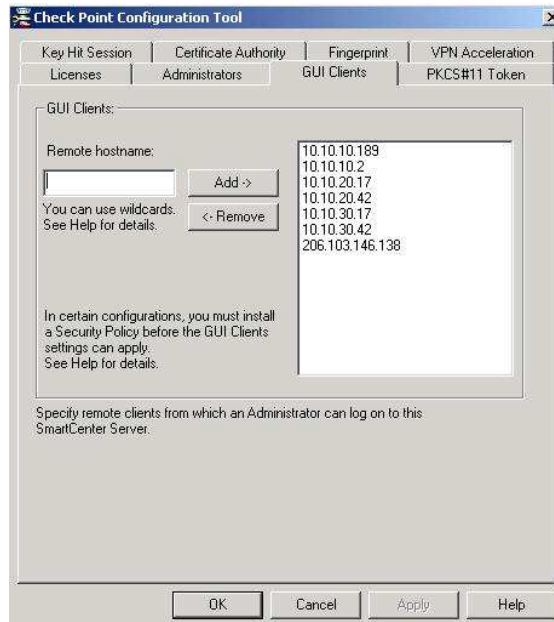 Check Point Configuration Tool
Key Hit Session
Certificate Authority
Fingerprint
VPN Acceleration
Licenses
Administrators
GUI Clients
PKCS#11 Token
GUI Clients:
Remote hostname:
Add ->
You can use wildcards.
See Help for details.
<- Remove
10.10.10.189
10.10.10.2
10.10.20.17
10.10.20.42
10.10.30.17
10.10.30.42
206.103.146.138
In certain configurations, you must install
a Security Policy before the GUI Clients
settings can apply.
See Help for details.
Specify remote clients from which an Administrator can log on to this
SmartCenter Server.
OK
Cancel
Apply
Help